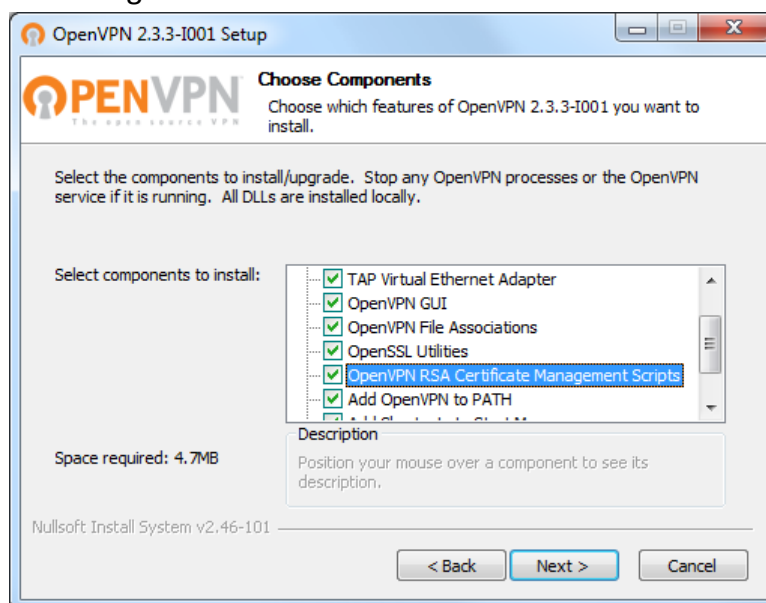 OpenVPN 2.3.3-I001 Setup
OPENVPN
The open source VPN
Choose Components
Choose which features of OpenVPN 2.3.3-I001 you want to
install.
Select the components to install/upgrade. Stop any OpenVPN processes or the OpenVPN
service if it is running. All DLLs are installed locally.
Select components to install:
TAP Virtual Ethernet Adapter
OpenVPN GUI
OpenVPN File Associations
OpenSSL Utilities
OpenVPN RSA Certificate Management Scripts
Add OpenVPN to PATH
Description
Space required: 4.7MB
Position your mouse over a component to see its
description.
Nullsoft Install System v2.46-101
< Back
Next >
Cancel